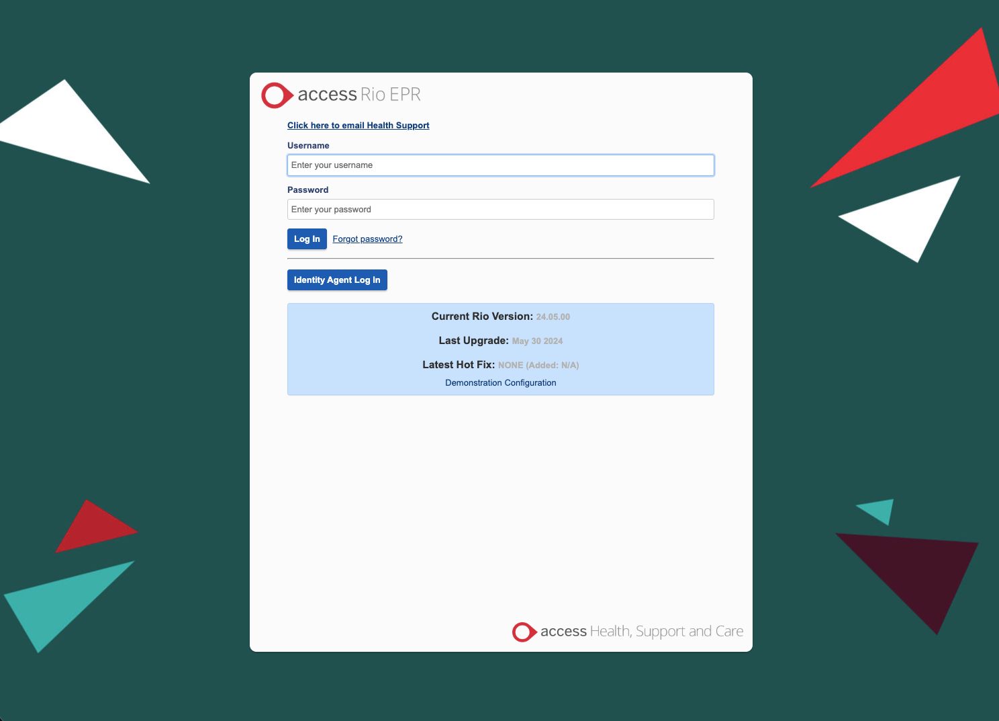 access Rio EPR
Click here to email Health Support
Username
Enter your username
Password
Enter your password
Log In Forgot password?
Identity Agent Log In
Current Rio Version: 24.05.00
Last Upgrade: May 30 2024
Latest Hot Fix: NONE (Added: N/A)
Demonstration Configuration
access Health, Support and Care